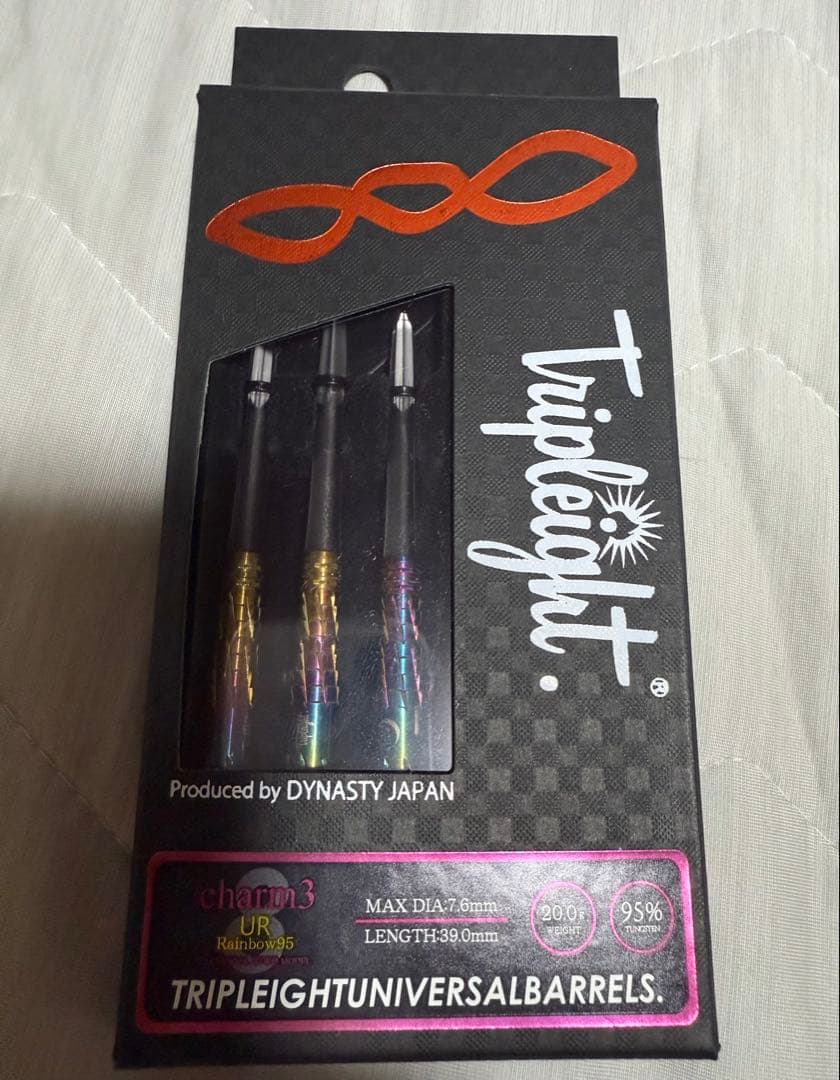 Tripleight.
®
Produced by DYNASTY JAPAN
charm3
UR
Rainbow95
MODEL
MAX DIA:7.6mm
LENGTH:39.0mm
20.0g
WEIGHT
95%
TUNGSTEN
TRIPLEIGHTUNIVERSALBARRELS.